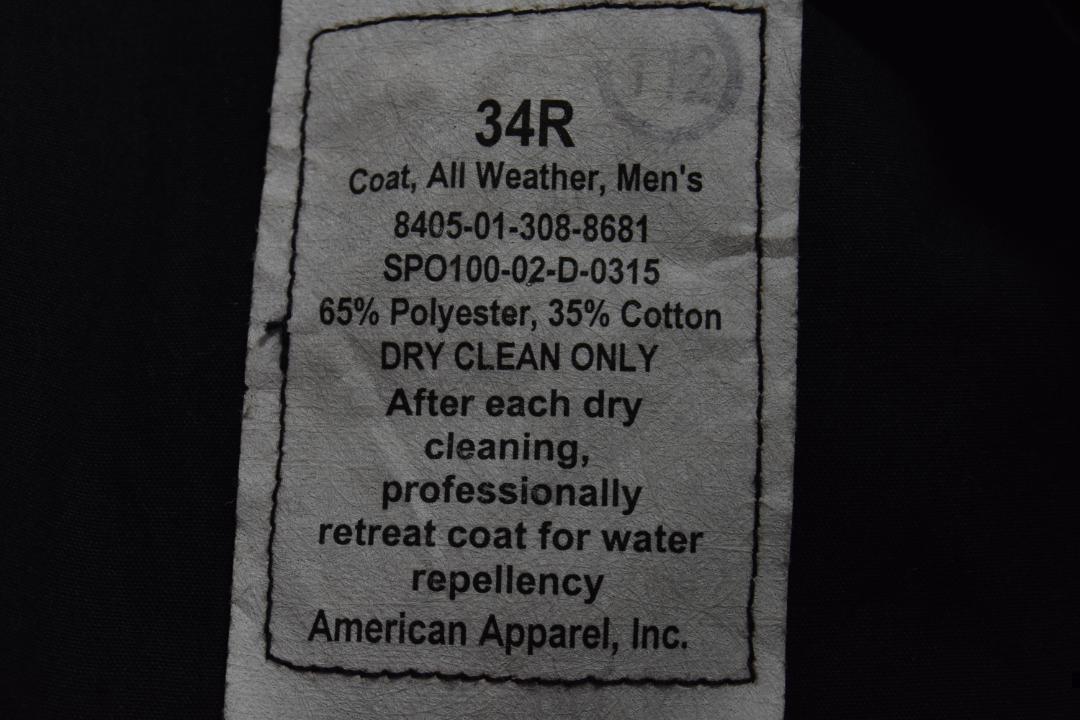 112
34R
Coat, All Weather, Men's
8405-01-308-8681
SPO100-02-D-0315
65% Polyester, 35% Cotton
DRY CLEAN ONLY
After each dry
cleaning,
professionally
retreat coat for water
repellency
American Apparel, Inc.